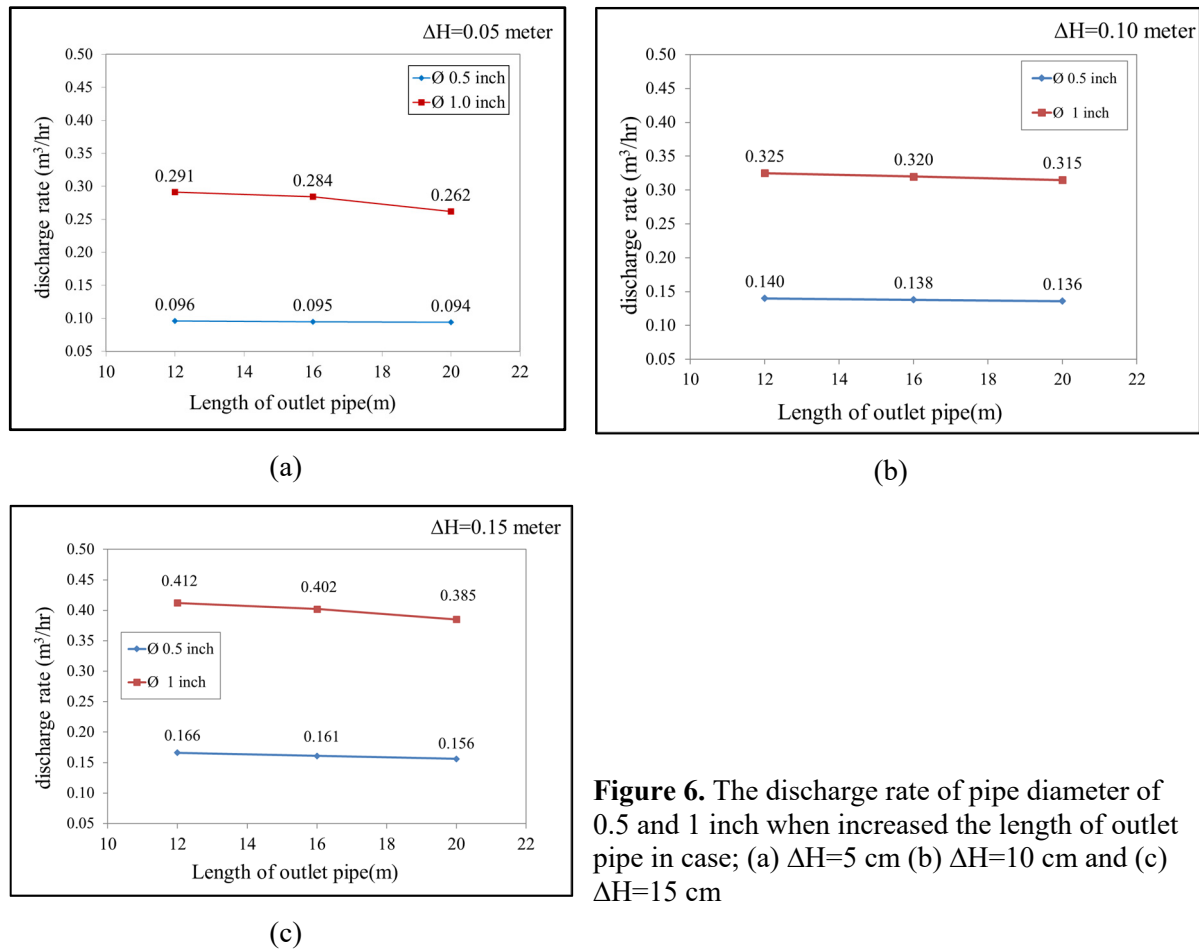 ΔH=0.05 meter
0.50
0.45
0.40
0.35
0.30
0.25
0.20
0.15
0.10
0.05
discharge rate (m³/hr)
Ø 0.5 inch
Ø 1.0 inch
0.291
0.284
0.262
0.096
0.095
0.094
10 12 14 16 18 20 22
Length of outlet pipe(m)
(a)
ΔH=0.10 meter
0.50
0.45
0.40
0.35
0.30
0.25
0.20
0.15
0.10
0.05
discharge rate (m³/hr)
Ø 0.5 inch
Ø 1 inch
0.325
0.320
0.315
0.140
0.138
0.136
10 12 14 16 18 20 22
Length of outlet pipe(m)
(b)
ΔH=0.15 meter
0.50
0.45
0.40
0.35
0.30
0.25
0.20
0.15
0.10
0.05
discharge rate (m³/hr)
0.412
0.402
0.385
Ø 0.5 inch
Ø 1 inch
0.166
0.161
0.156
10 12 14 16 18 20 22
Length of outlet pipe(m)
(c)
Figure 6. The discharge rate of pipe diameter of
0.5 and 1 inch when increased the length of outlet
pipe in case; (a) ΔH=5 cm (b) ΔH=10 cm and (c)
ΔH=15 cm